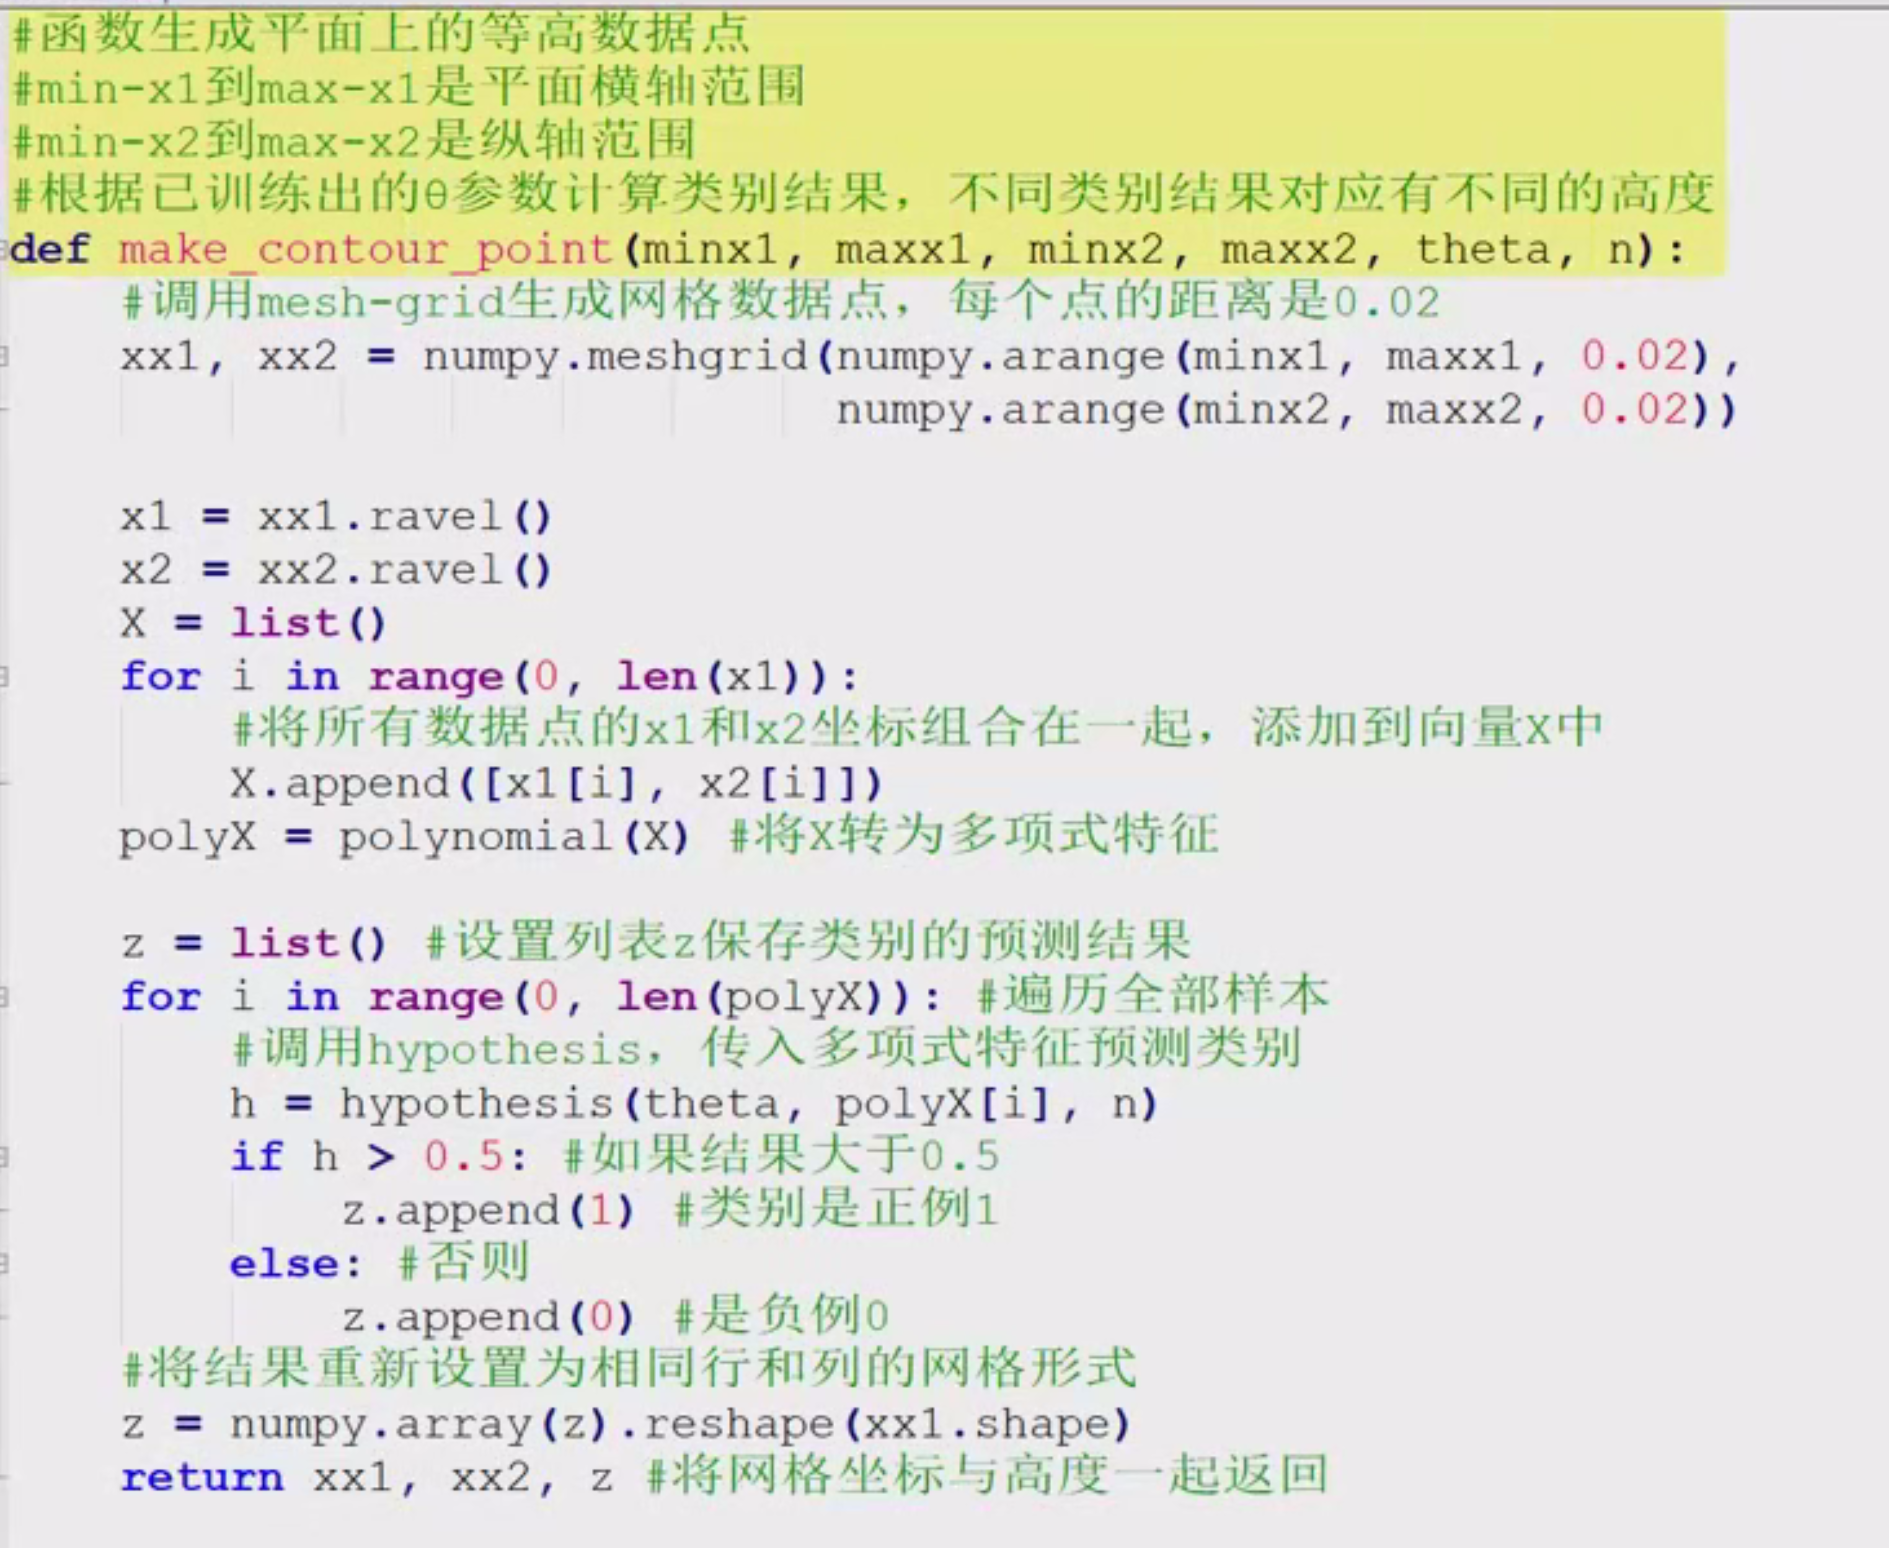 #函数生成平面上的等高数据点
#min-x1到max-x1是平面横轴范围
#min-x2到max-x2是纵轴范围
#根据已训练出的θ参数计算类别结果，不同类别结果对应有不同的高度
def make_contour_point(minx1, maxx1, minx2, maxx2, theta, n):
    #调用mesh-grid生成网格数据点，每个点的距离是0.02
    xx1, xx2 = numpy.meshgrid(numpy.arange(minx1, maxx1, 0.02),
                              numpy.arange(minx2, maxx2, 0.02))
    x1 = xx1.ravel()
    x2 = xx2.ravel()
    X = list()
    for i in range(0, len(x1)):
        #将所有数据点的x1和x2坐标组合在一起，添加到向量X中
        X.append([x1[i], x2[i]])
    polyX = polynomial(X) #将X转为多项式特征
    z = list() #设置列表z保存类别的预测结果
    for i in range(0, len(polyX)): #遍历全部样本
        #调用hypothesis，传入多项式特征预测类别
        h = hypothesis(theta, polyX[i], n)
        if h > 0.5: #如果结果大于0.5
            z.append(1) #类别是正例1
        else: #否则
            z.append(0) #是负例0
    #将结果重新设置为相同行和列的网格形式
    z = numpy.array(z).reshape(xx1.shape)
    return xx1, xx2, z #将网格坐标与高度一起返回